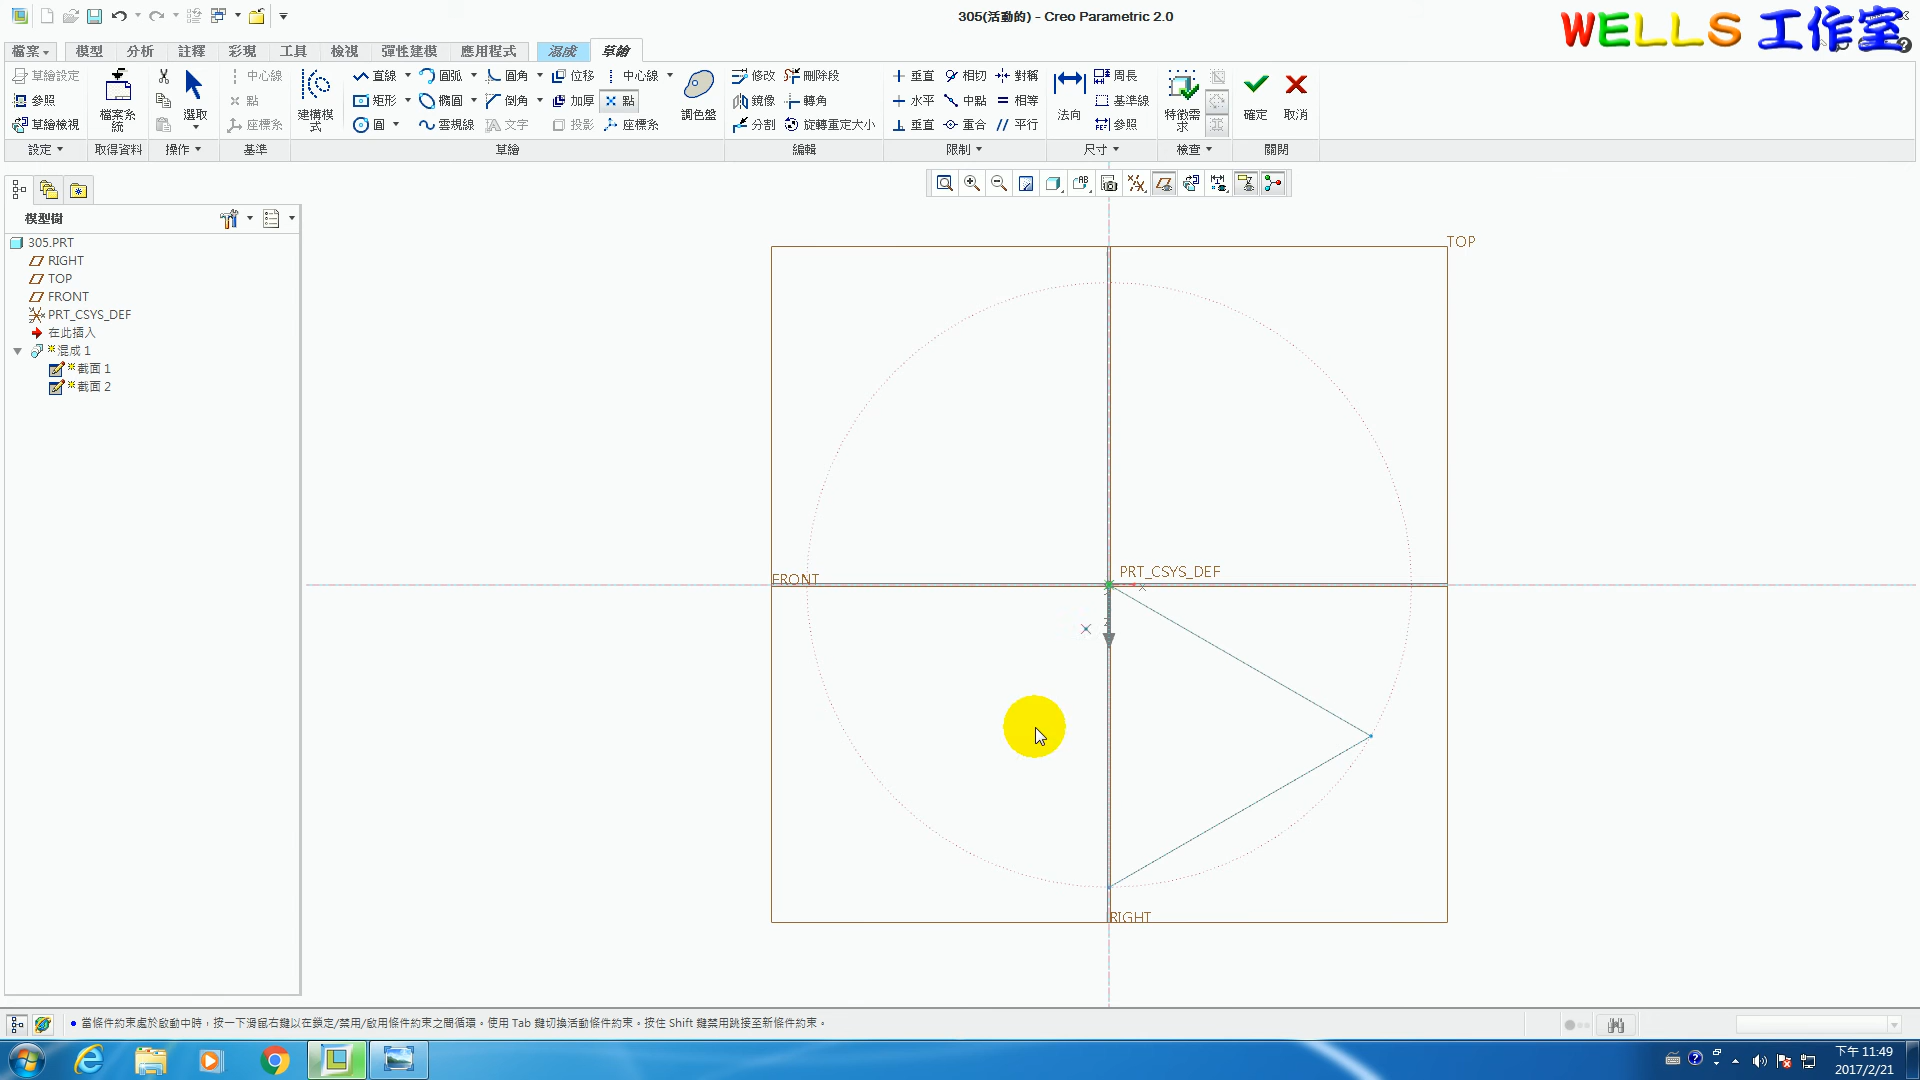 305(活動的) - Creo Parametric 2.0
WELLS 工作室
檔案 模型 分析 註釋 彩現 工具 檢視 彈性建模 應用程式 混成 草繪
草繪設定 中心線 直線 圓弧 圓角 位移 中心線 修改 刪除段 垂直 相切 對稱 周長
參照 點 矩形 橢圓 倒角 加厚 點 鏡像 轉角 水平 中點 相等 基準線
草繪檢視 座標系 圓 雲規線 文字 投影 座標系 分割 旋轉重定大小 垂直 重合 平行 參照
檔案系統 選取 建構模式 調色盤 法向 特徵需求 確定 取消
設定 取得資料 操作 基準 草繪 編輯 限制 尺寸 檢查 關閉
模型樹
305.PRT
RIGHT
TOP
FRONT
PRT_CSYS_DEF
在此插入
混成 1
截面 1
截面 2
TOP
PRT_CSYS_DEF
FRONT
X
Z
RIGHT
當條件約束處於啟動中時，按一下滑鼠右鍵以在鎖定/禁用/啟用條件約束之間循環。使用 Tab 鍵切換活動條件約束。按住 Shift 鍵禁用跳接至新條件約束。
下午 11:49
2017/2/21